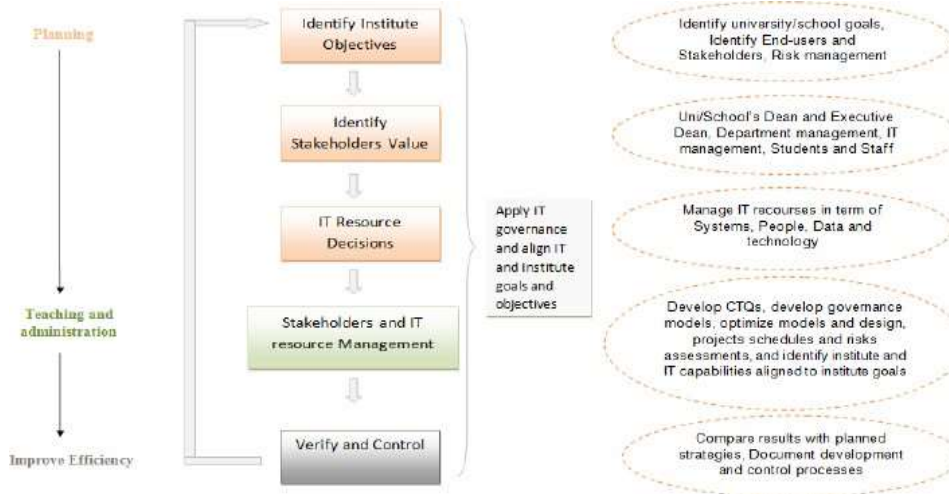 Planning
Teaching and
administration
Improve Efficiency
Identify Institute
Objectives
Identify
Stakeholders Value
IT Resource
Decisions
Stakeholders and IT
resource Management
Verify and Control
Apply IT
governance
and align IT
and institute
goals and
objectives
Identify university/school goals,
Identify End-users and
Stakeholders, Risk management
Uni/School's Dean and Executive
Dean, Department management, IT
management, Students and Staff
Manage IT recourses in term of
Systems, People, Data and
technology
Develop CTQs, develop governance
models, optimize models and design,
projects schedules and risks
assessments, and identify institute and
IT capabilities aligned to institute goals
Compare results with planned
strategies, Document development
and control processes